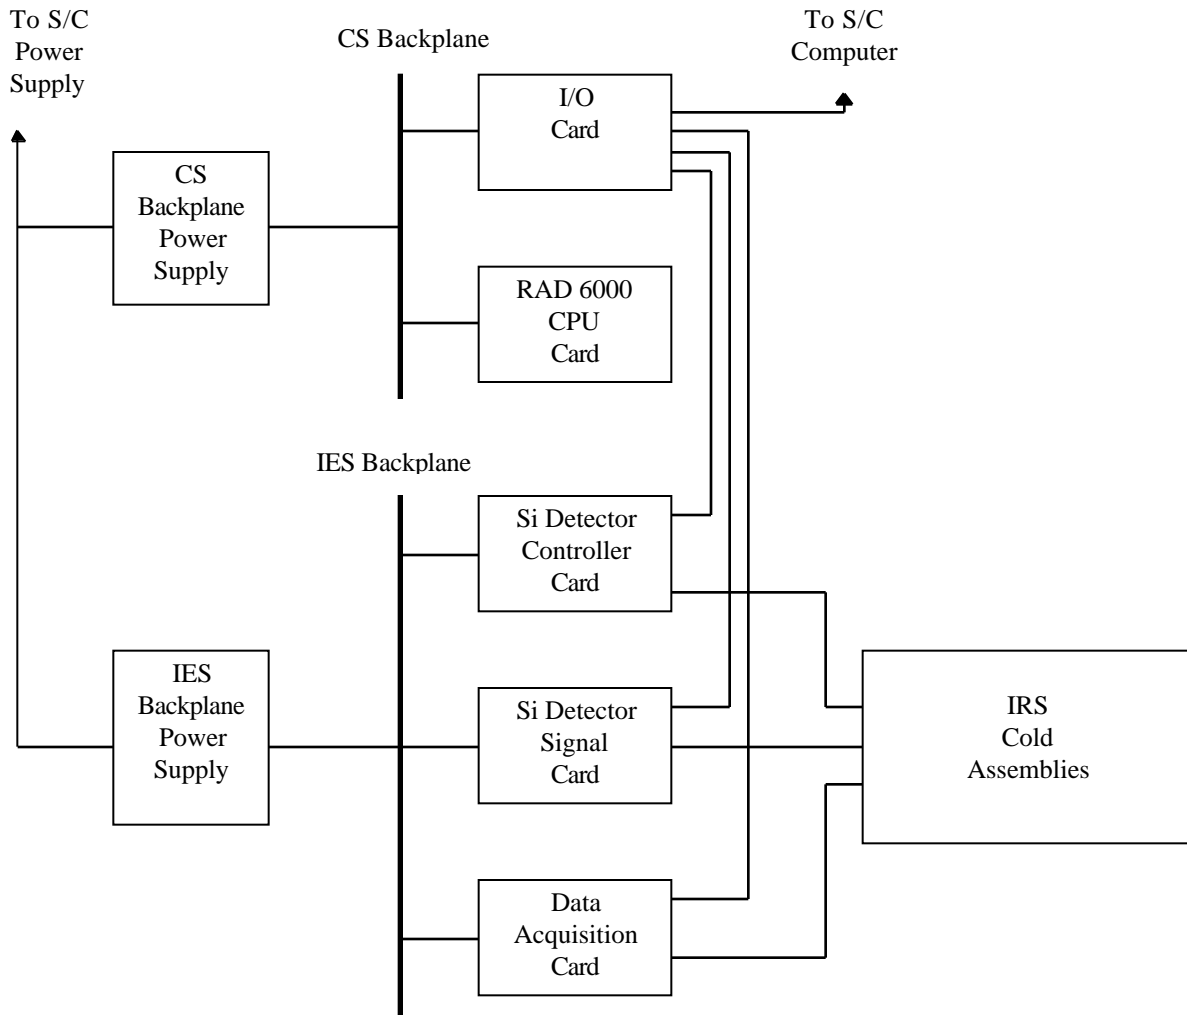 To S/C
Power
Supply
CS Backplane
To S/C
Computer
I/O
Card
CS
Backplane
Power
Supply
RAD 6000
CPU
Card
IES Backplane
Si Detector
Controller
Card
IES
Backplane
Power
Supply
Si Detector
Signal
Card
IRS
Cold
Assemblies
Data
Acquisition
Card